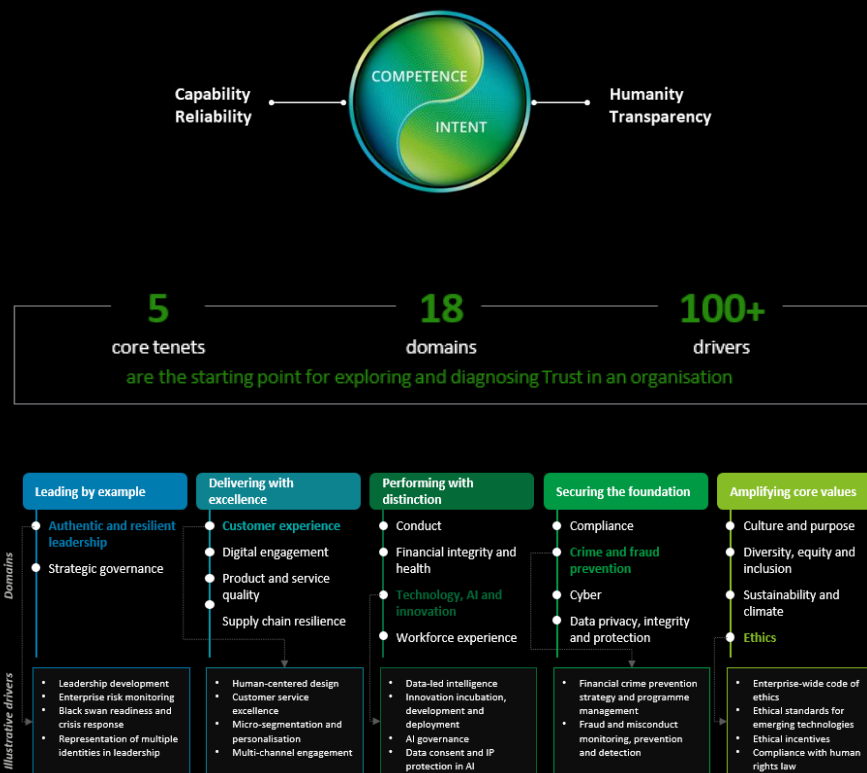 Capability
Reliability
COMPETENCE
INTENT
Humanity
Transparency
5
core tenets
18
domains
100+
drivers
are the starting point for exploring and diagnosing Trust in an organisation
Domains
Leading by example
Authentic and resilient
leadership
Strategic governance
Delivering with
excellence
Customer experience
Digital engagement
Product and service
quality
Supply chain resilience
Performing with
distinction
Conduct
Financial integrity and
health
Technology, AI and
innovation
Workforce experience
Securing the foundation
Compliance
Crime and fraud
prevention
Cyber
Data privacy, integrity
and protection
Amplifying core values
Culture and purpose
Diversity, equity and
inclusion
Sustainability and
climate
Ethics
Illustrative drivers
• Leadership development
• Enterprise risk monitoring
• Black swan readiness and
crisis response
• Representation of multiple
identities in leadership
• Human-centered design
• Customer service
excellence
• Micro-segmentation and
personalisation
• Multi-channel engagement
• Data-led intelligence
• Innovation incubation,
development and
deployment
• AI governance
• Data consent and IP
protection in AI
• Financial crime prevention
strategy and programme
management
• Fraud and misconduct
monitoring, prevention
and detection
• Enterprise-wide code of
ethics
• Ethical standards for
emerging technologies
• Ethical incentives
• Compliance with human
rights law